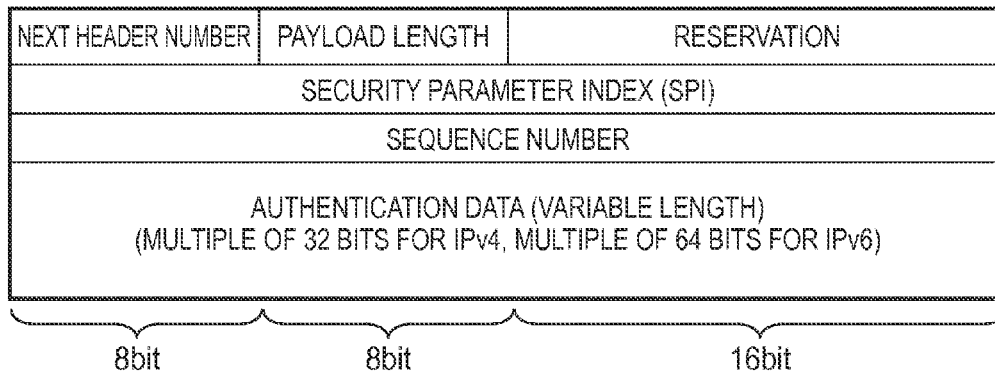 NEXT HEADER NUMBER PAYLOAD LENGTH RESERVATION
SECURITY PARAMETER INDEX (SPI)
SEQUENCE NUMBER
AUTHENTICATION DATA (VARIABLE LENGTH)
(MULTIPLE OF 32 BITS FOR IPv4, MULTIPLE OF 64 BITS FOR IPv6)
8bit 8bit 16bit